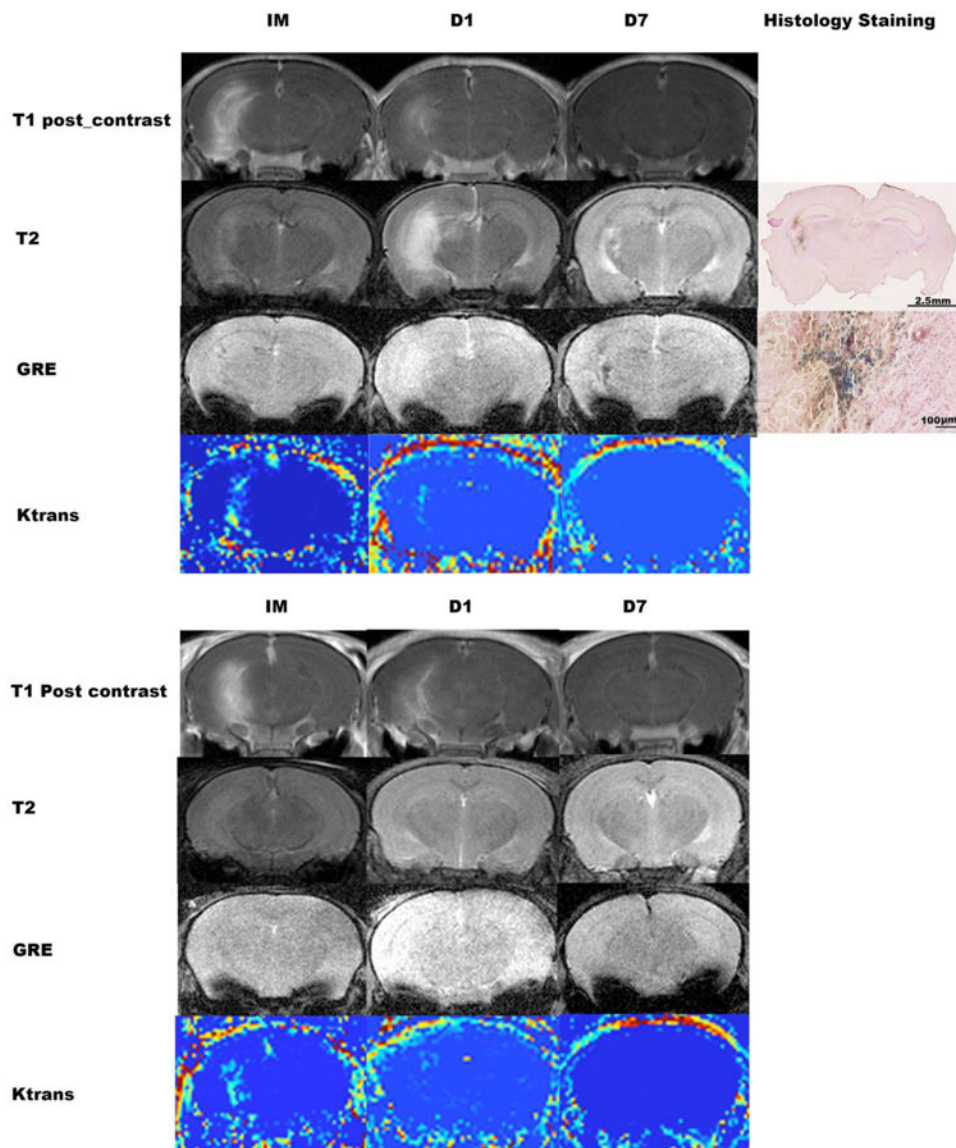 IM D1 D7 Histology Staining
T1 post_contrast
T2
2.5mm
GRE
100µm
Ktrans
IM D1 D7
T1 Post contrast
T2
GRE
Ktrans